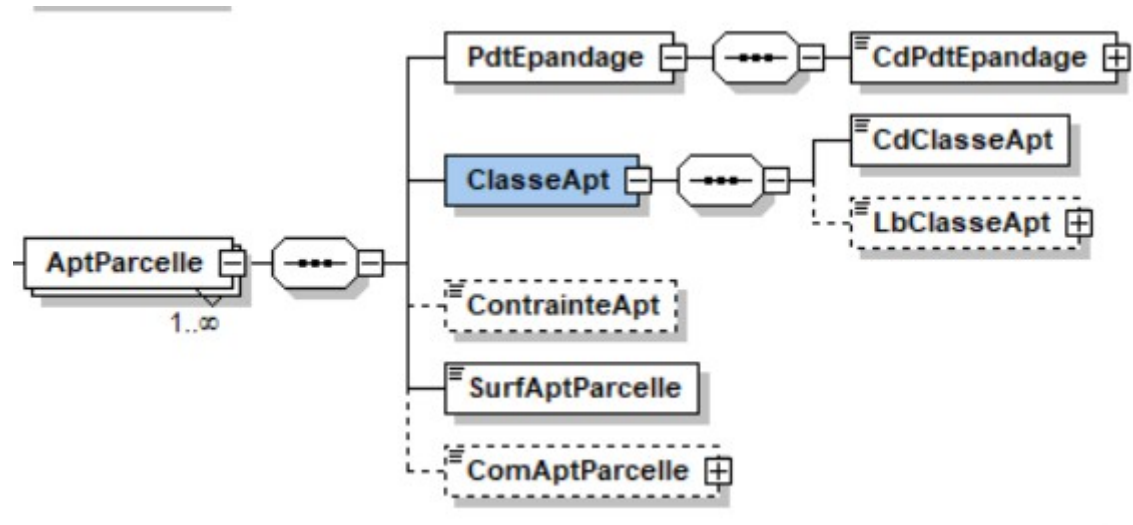 PdtEpandage
CdPdtEpandage
ClasseApt
CdClasseApt
LbClasseApt
AptParcelle
1..∞
ContrainteApt
SurfAptParcelle
ComAptParcelle